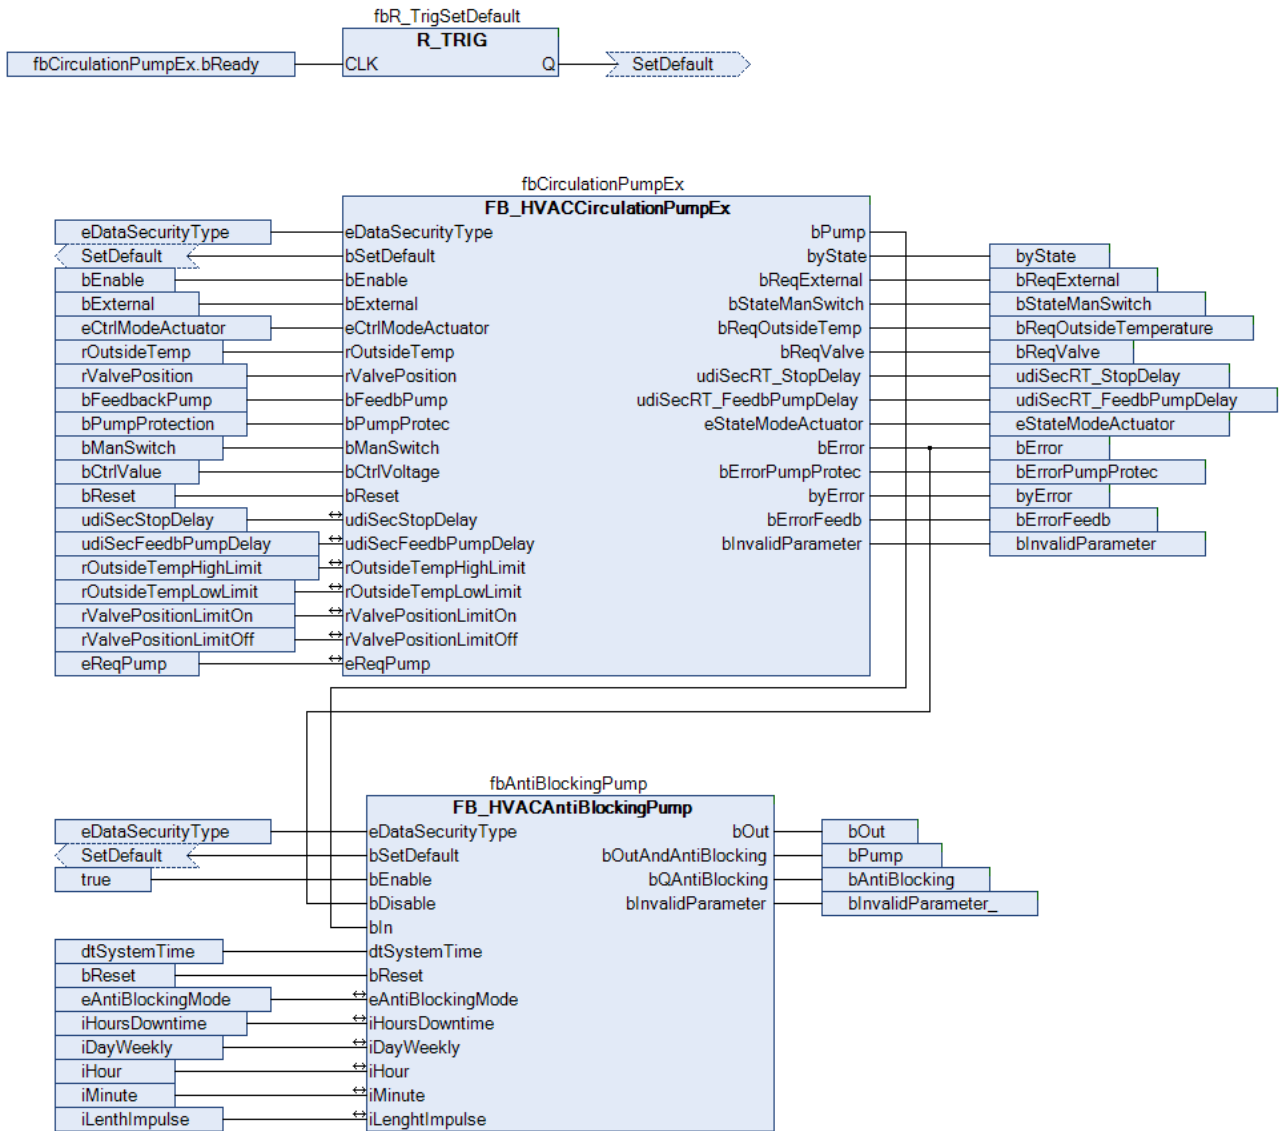 fbR_TrigSetDefault
R_TRIG
fbCirculationPumpEx.bReady CLK Q SetDefault
fbCirculationPumpEx
FB_HVACCirculationPumpEx
eDataSecurityType eDataSecurityType bPump
SetDefault bSetDefault byState byState
bEnable bEnable bReqExternal bReqExternal
bExternal bExternal bStateManSwitch bStateManSwitch
eCtrlModeActuator eCtrlModeActuator bReqOutsideTemp bReqOutsideTemperature
rOutsideTemp rOutsideTemp bReqValve bReqValve
rValvePosition rValvePosition udiSecRT_StopDelay udiSecRT_StopDelay
bFeedbackPump bFeedbPump udiSecRT_FeedbPumpDelay udiSecRT_FeedbPumpDelay
bPumpProtection bPumpProtec eStateModeActuator eStateModeActuator
bManSwitch bManSwitch bError bError
bCtrlValue bCtrlVoltage bErrorPumpProtec bErrorPumpProtec
bReset bReset byError byError
udiSecStopDelay udiSecStopDelay bErrorFeedb bErrorFeedb
udiSecFeedbPumpDelay udiSecFeedbPumpDelay bInvalidParameter bInvalidParameter
rOutsideTempHighLimit rOutsideTempHighLimit
rOutsideTempLowLimit rOutsideTempLowLimit
rValvePositionLimitOn rValvePositionLimitOn
rValvePositionLimitOff rValvePositionLimitOff
eReqPump eReqPump
fbAntiBlockingPump
FB_HVACAntiBlockingPump
eDataSecurityType eDataSecurityType bOut bOut
SetDefault bSetDefault bOutAndAntiBlocking bPump
true bEnable bQAntiBlocking bAntiBlocking
bDisable bInvalidParameter bInvalidParameter_
bIn
dtSystemTime dtSystemTime
bReset bReset
eAntiBlockingMode eAntiBlockingMode
iHoursDowntime iHoursDowntime
iDayWeekly iDayWeekly
iHour iHour
iMinute iMinute
iLenthImpulse iLenghtImpulse